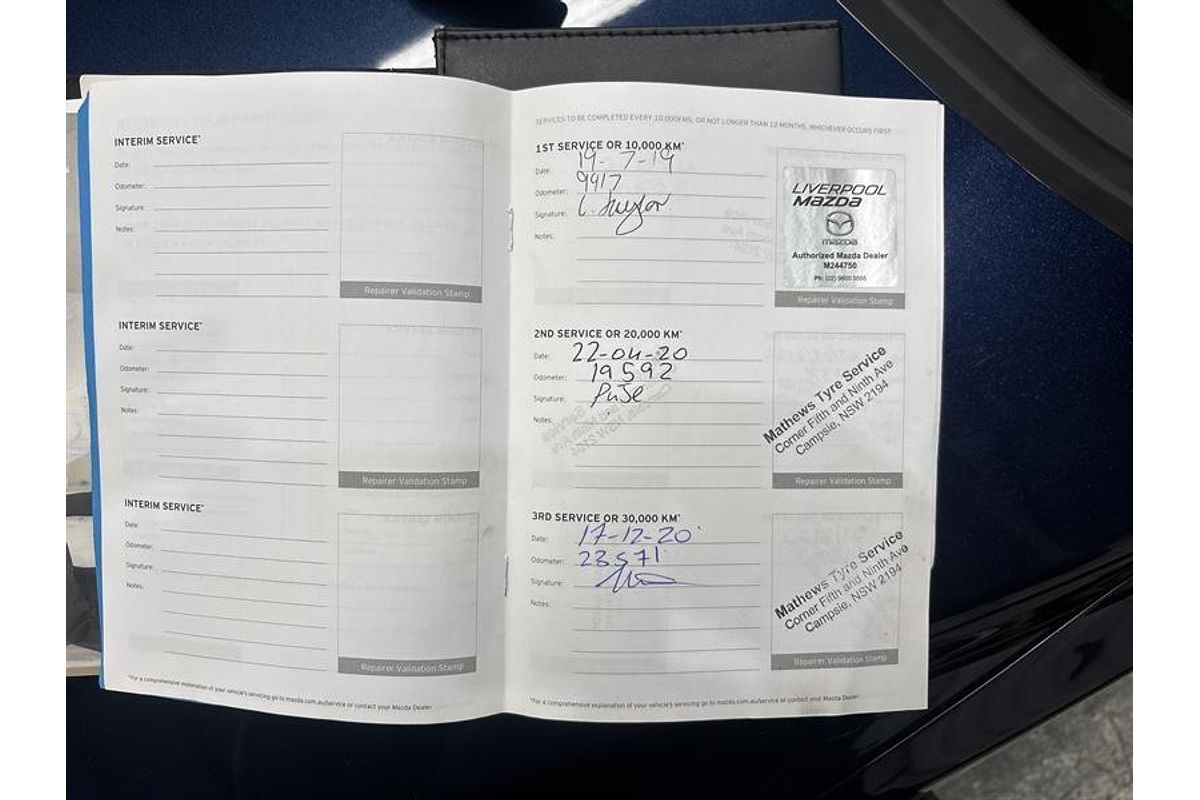 INTERIM SERVICE*
Date:
Odometer:
Signature:
Notes:
Repairer Validation Stamp
INTERIM SERVICE*
Date:
Odometer:
Signature:
Notes:
Repairer Validation Stamp
INTERIM SERVICE*
Date:
Odometer:
Signature:
Notes:
Repairer Validation Stamp
*For a comprehensive explanation of your vehicle's servicing go to mazda.com.au/service or contact your Mazda Dealer
SERVICES TO BE COMPLETED EVERY 10,000KMS, OR NOT LONGER THAN 12 MONTHS, WHICHEVER OCCURS FIRST
1ST SERVICE OR 10,000 KM*
Date: 19-7-19
Odometer: 9917
Signature:
Notes:
LIVERPOOL
mazda
mazda
Authorized Mazda Dealer
M244750
Ph: (02) 9600 5555
Repairer Validation Stamp
2ND SERVICE OR 20,000 KM*
Date: 22-04-20
Odometer: 19592
Signature:
Notes:
Mathews Tyre Service
Corner Fifth and Ninth Ave
Campsie, NSW 2194
Repairer Validation Stamp
3RD SERVICE OR 30,000 KM*
Date: 17-12-20
Odometer: 23571
Signature:
Notes:
Mathews Tyre Service
Corner Fifth and Ninth Ave
Campsie, NSW 2194
Repairer Validation Stamp
*For a comprehensive explanation of your vehicle's servicing go to mazda.com.au/service or contact your Mazda Dealer